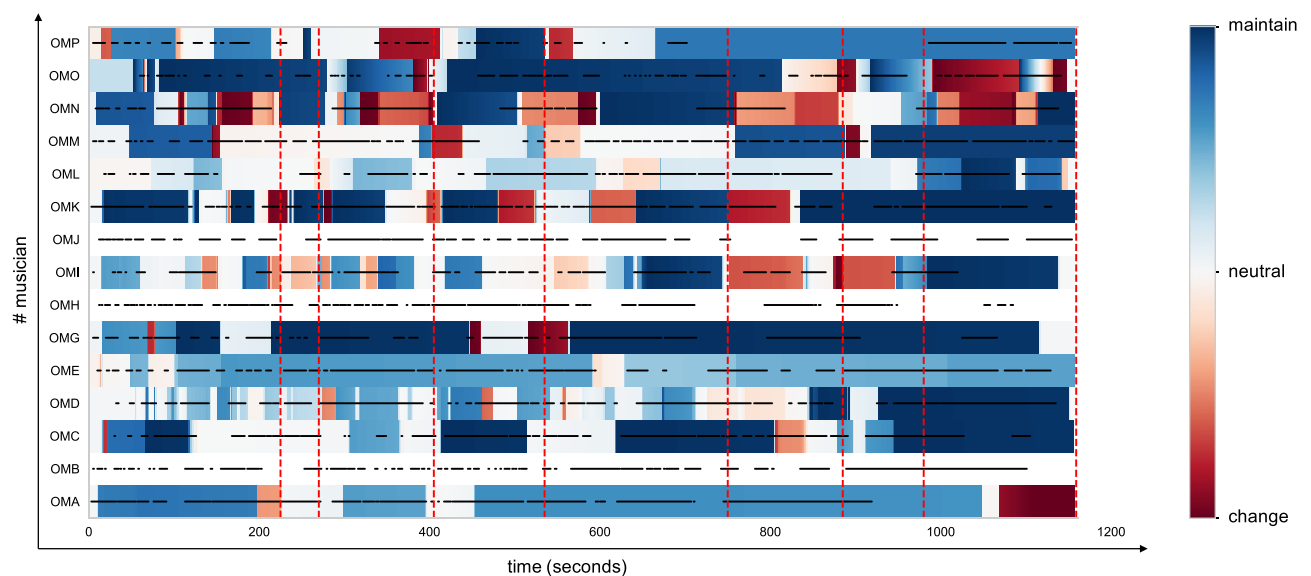 OMP
OMO
OMN
OMM
OML
OMK
OMJ
OMI
OMH
OMG
OME
OMD
OMC
OMB
OMA
# musician
0 200 400 600 800 1000 1200
time (seconds)
maintain
neutral
change